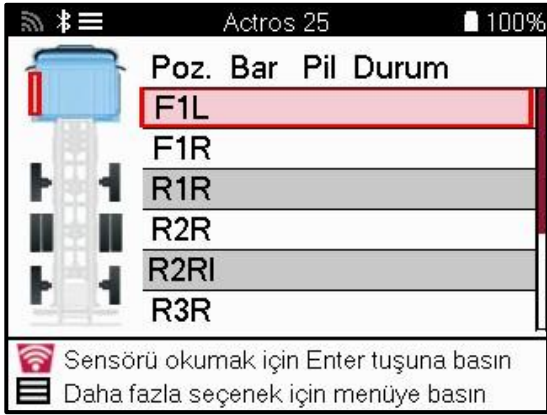 Actros 25 100%
Poz. Bar Pil Durum
F1L
F1R
R1R
R2R
R2RI
R3R
Sensörü okumak için Enter tuşuna basın
Daha fazla seçenek için menüye basın